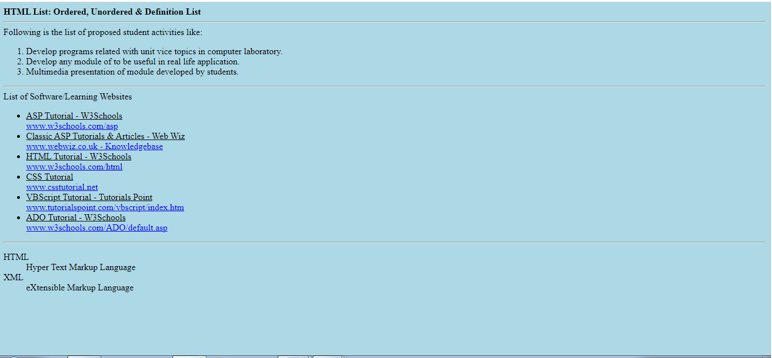 HTML List: Ordered, Unordered & Definition List
Following is the list of proposed student activities like:
1. Develop programs related with unit vice topics in computer laboratory.
2. Develop any module of to be useful in real life application.
3. Multimedia presentation of module developed by students.
List of Software/Learning Websites
• ASP Tutorial - W3Schools
www.w3schools.com/asp
• Classic ASP Tutorials & Articles - Web Wiz
www.webwiz.co.uk - Knowledgebase
• HTML Tutorial - W3Schools
www.w3schools.com/html
• CSS Tutorial
www.csstutorial.net
• VBScript Tutorial - Tutorials Point
www.tutorialspoint.com/vbscript/index.htm
• ADO Tutorial - W3Schools
www.w3schools.com/ADO/default.asp
HTML
Hyper Text Markup Language
XML
eXtensible Markup Language